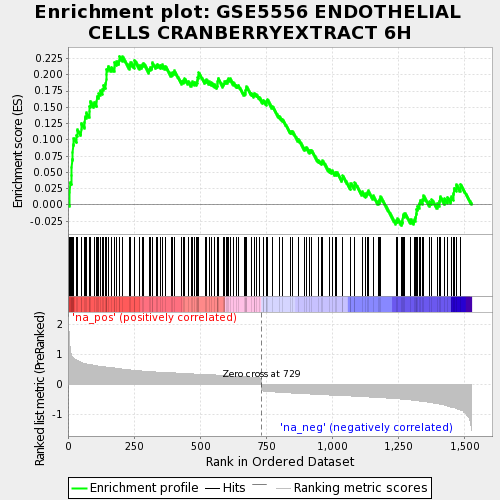 Enrichment plot: GSE5556 ENDOTHELIAL
CELLS CRANBERRYEXTRACT 6H
Enrichment score (ES)
0.225
0.200
0.175
0.150
0.125
0.100
0.075
0.050
0.025
0.000
-0.025
'na_pos' (positively correlated)
Ranked list metric (PreRanked)
2
1
0
-1
Zero cross at 729
'na_neg' (negatively correlated)
0
250
500
750
1,000
1,250
1,500
Rank in Ordered Dataset
Enrichment profile
Hits
Ranking metric scores